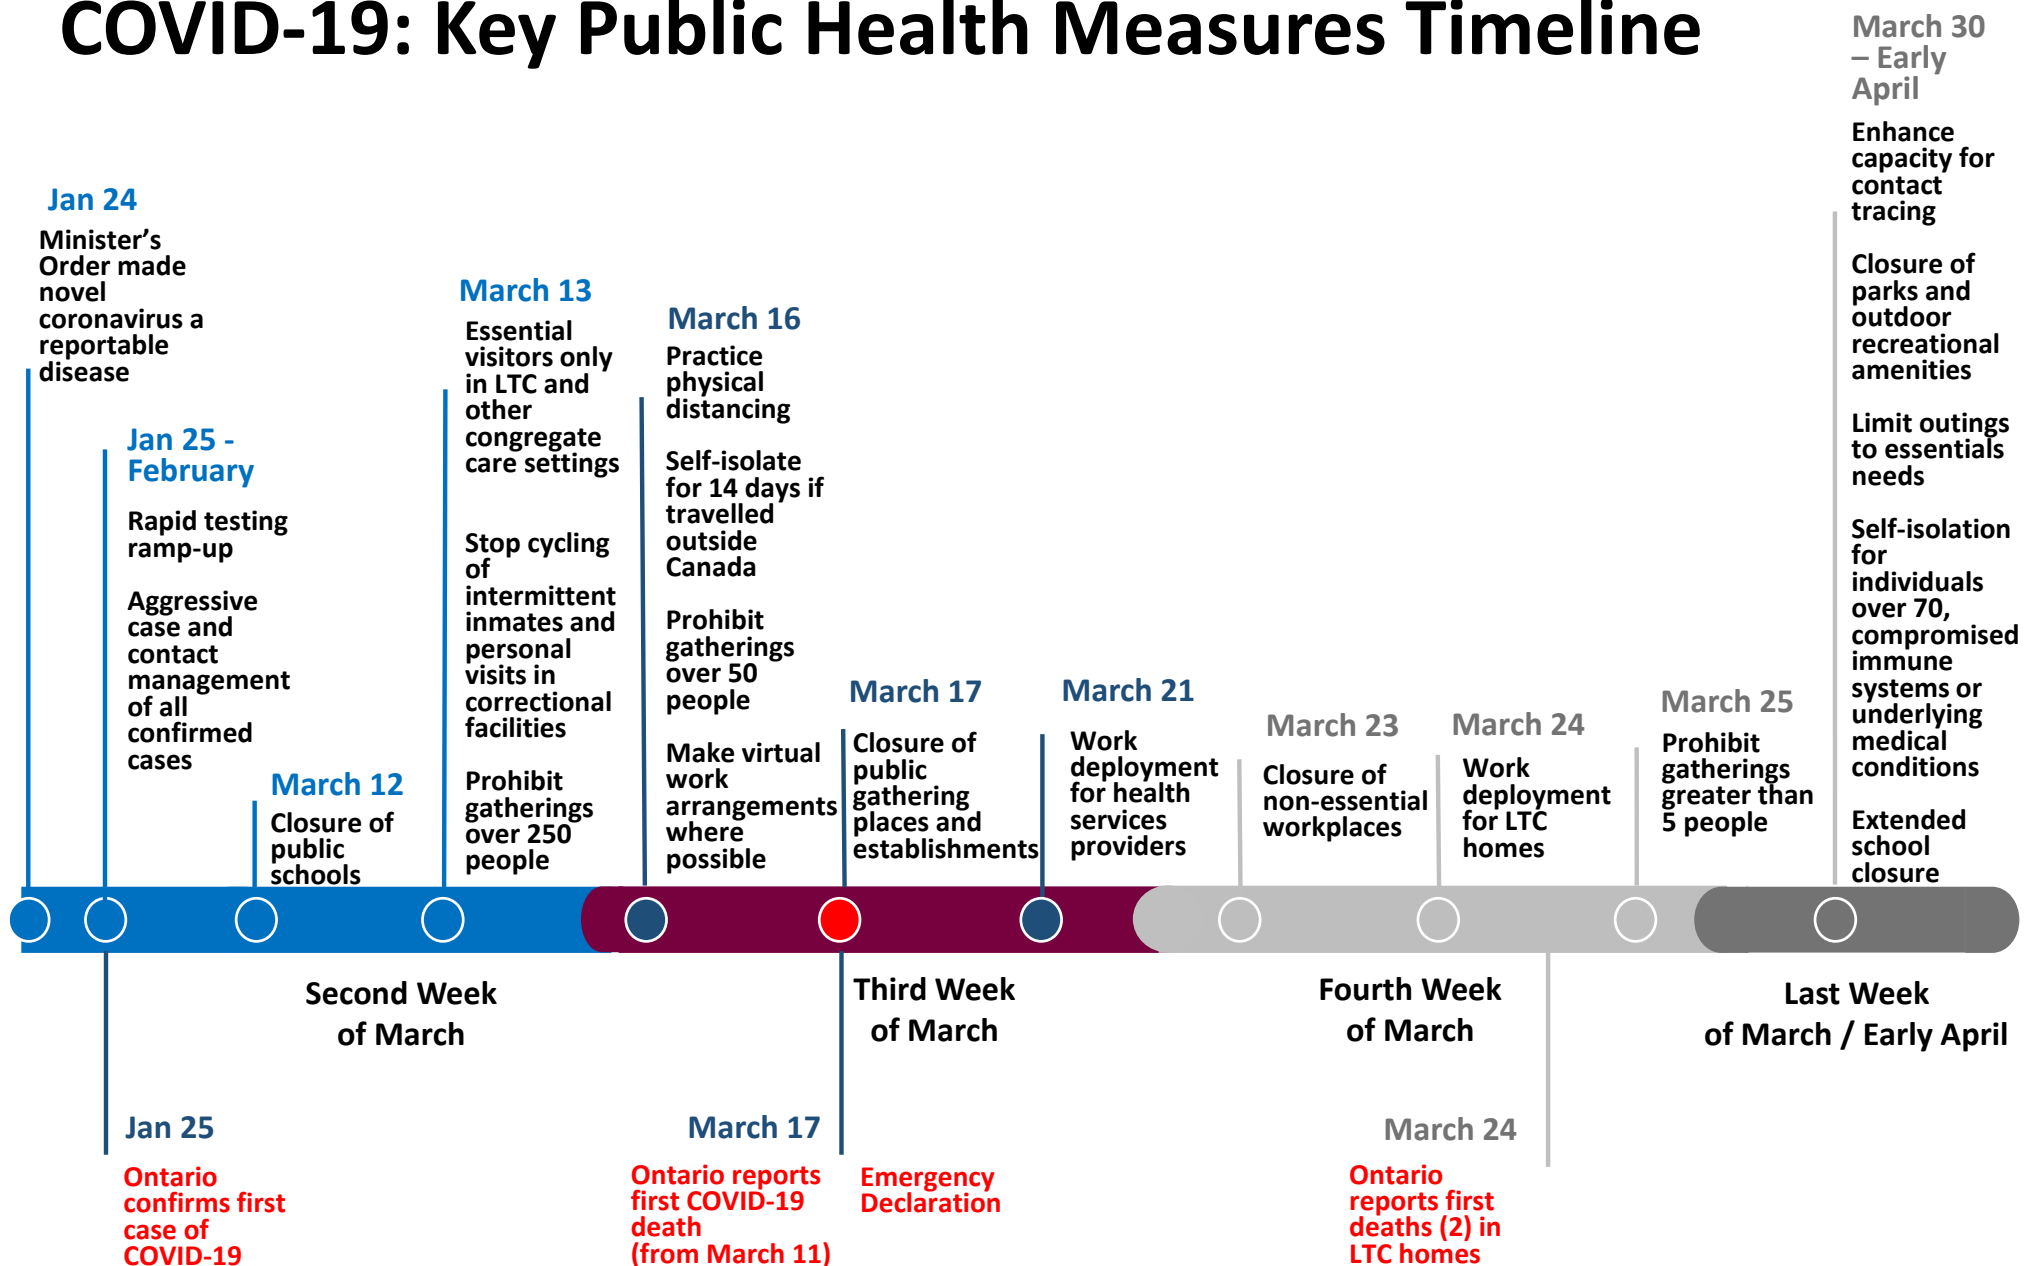 COVID-19: Key Public Health Measures Timeline
Jan 24
Minister’s
Order made
novel
coronavirus a
reportable
disease
Jan 25 -
February
Rapid testing
ramp-up
Aggressive
case and
contact
management
of all
confirmed
cases
March 12
Closure of
public
schools
March 13
Essential
visitors only
in LTC and
other
congregate
care settings
Stop cycling
of
intermittent
inmates and
personal
visits in
correctional
facilities
Prohibit
gatherings
over 250
people
March 16
Practice
physical
distancing
Self-isolate
for 14 days if
travelled
outside
Canada
Prohibit
gatherings
over 50
people
Make virtual
work
arrangements
where
possible
March 17
Closure of
public
gathering
places and
establishments
March 21
Work
deployment
for health
services
providers
March 23
Closure of
non-essential
workplaces
March 24
Work
deployment
for LTC
homes
March 25
Prohibit
gatherings
greater than
5 people
March 30
– Early
April
Enhance
capacity for
contact
tracing
Closure of
parks and
outdoor
recreational
amenities
Limit outings
to essentials
needs
Self-isolation
for
individuals
over 70,
compromised
immune
systems or
underlying
medical
conditions
Extended
school
closure
Second Week
of March
Third Week
of March
Fourth Week
of March
Last Week
of March / Early April
Jan 25
Ontario
confirms first
case of
COVID-19
March 17
Ontario reports
first COVID-19
death
(from March 11)
Emergency
Declaration
March 24
Ontario
reports first
deaths (2) in
LTC homes